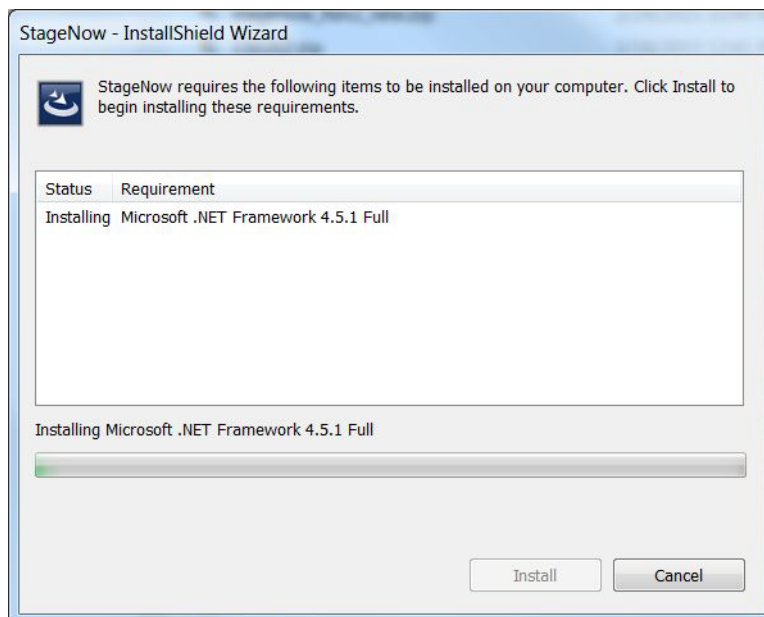 StageNow - InstallShield Wizard
StageNow requires the following items to be installed on your computer. Click Install to
begin installing these requirements.
Status Requirement
Installing Microsoft .NET Framework 4.5.1 Full
Installing Microsoft .NET Framework 4.5.1 Full
Install Cancel